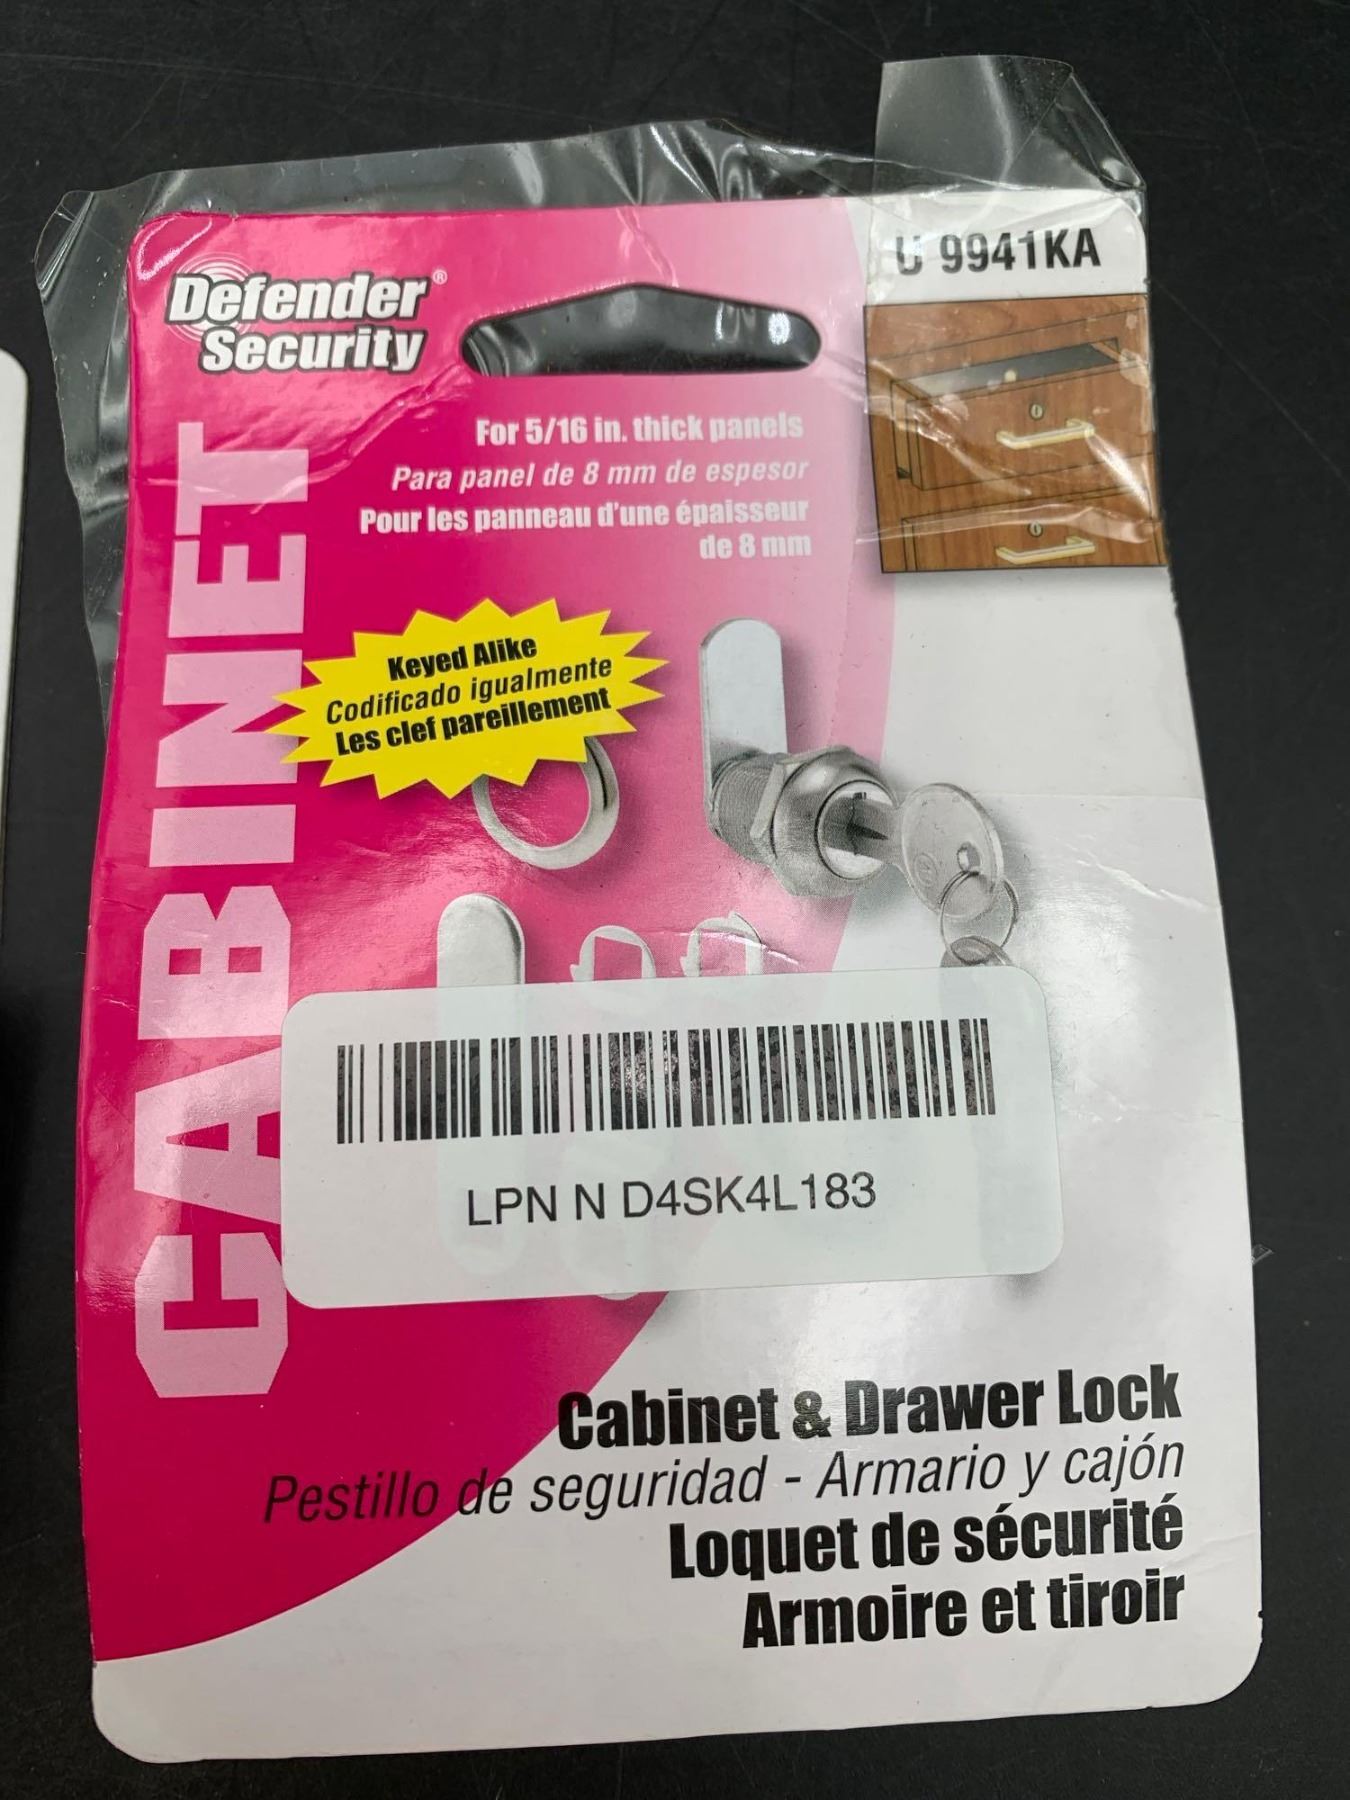 U 9941KA
Defender®
Security
For 5/16 in. thick panels
Para panel de 8 mm de espesor
Pour les panneau d'une épaisseur
de 8 mm
CABINET
Keyed Alike
Codificado igualmente
Les clef pareillement
LPN N D4SK4L183
Cabinet & Drawer Lock
Pestillo de seguridad - Armario y cajón
Loquet de sécurité
Armoire et tiroir